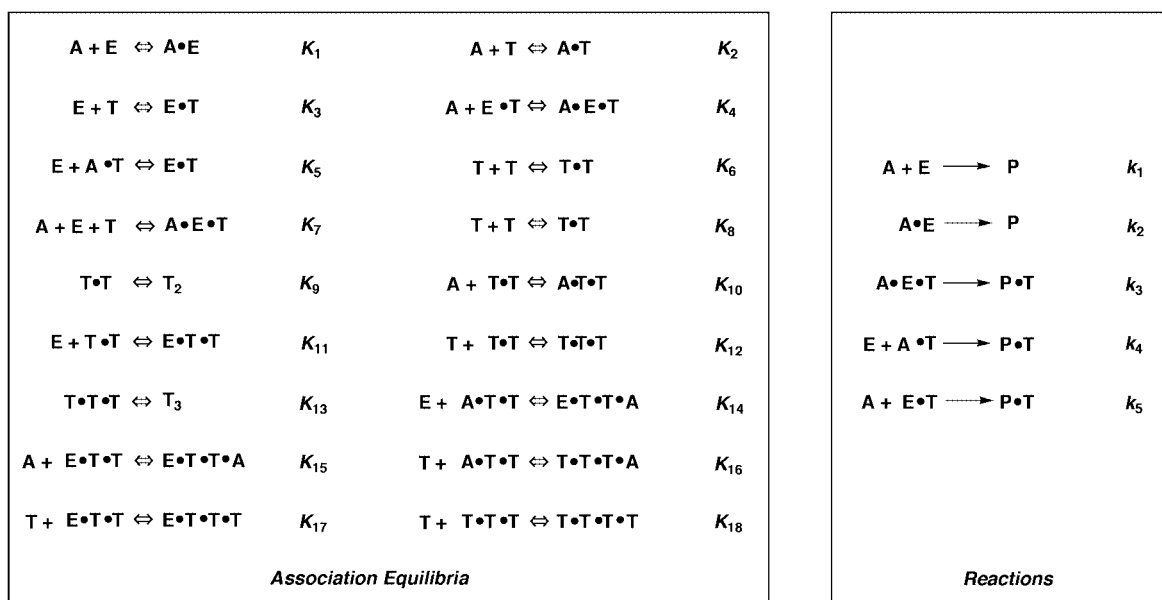 A + E ⇔ A•E K1 A + T ⇔ A•T K2
E + T ⇔ E•T K3 A + E •T ⇔ A•E•T K4
E + A •T ⇔ E•T K5 T + T ⇔ T•T K6 A + E ⟶ P k1
A + E + T ⇔ A•E•T K7 T + T ⇔ T•T K8 A•E ⟶ P k2
T•T ⇔ T2 K9 A + T•T ⇔ A•T•T K10 A•E•T ⟶ P•T k3
E + T •T ⇔ E•T•T K11 T + T•T ⇔ T•T•T K12 E + A •T ⟶ P•T k4
T•T•T ⇔ T3 K13 E + A•T•T ⇔ E•T•T•A K14 A + E•T ⟶ P•T k5
A + E•T•T ⇔ E•T•T•A K15 T + A•T•T ⇔ T•T•T•A K16
T + E•T•T ⇔ E•T•T•T K17 T + T•T•T ⇔ T•T•T•T K18
Association Equilibria Reactions